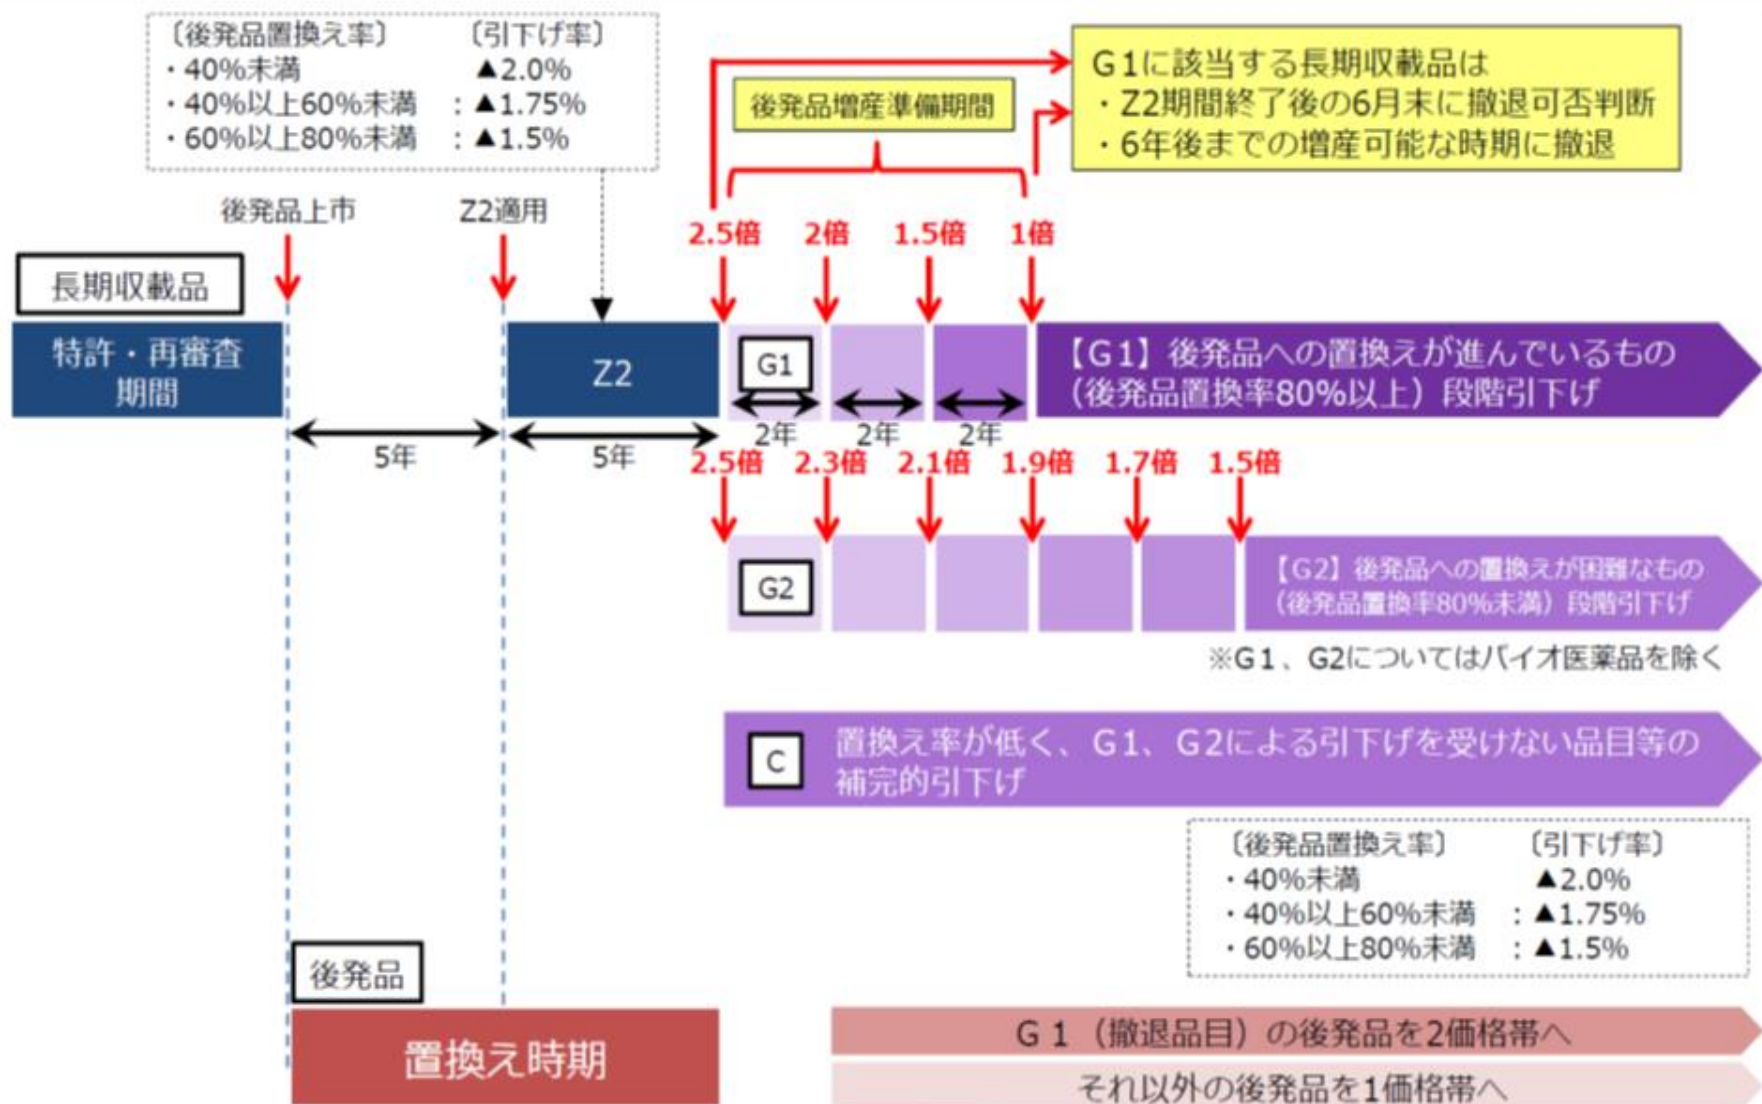 〔後発品置換え率〕 〔引下げ率〕
・40%未満 ▲2.0%
・40%以上60%未満 : ▲1.75%
・60%以上80%未満 : ▲1.5%
後発品増産準備期間
G1に該当する長期収載品は
・Z2期間終了後の6月末に撤退可否判断
・6年後までの増産可能な時期に撤退
後発品上市
Z2適用
2.5倍 2倍 1.5倍 1倍
長期収載品
特許・再審査
期間
Z2
G1
【G1】後発品への置換えが進んでいるもの
（後発品置換率80%以上）段階引下げ
5年
5年
2年 2年 2年
2.5倍 2.3倍 2.1倍 1.9倍 1.7倍 1.5倍
G2
【G2】後発品への置換えが困難なもの
（後発品置換率80%未満）段階引下げ
※G1、G2についてはバイオ医薬品を除く
C
置換え率が低く、G1、G2による引下げを受けない品目等の
補完的引下げ
〔後発品置換え率〕 〔引下げ率〕
・40%未満 ▲2.0%
・40%以上60%未満 : ▲1.75%
・60%以上80%未満 : ▲1.5%
後発品
置換え時期
G 1（撤退品目）の後発品を2価格帯へ
それ以外の後発品を1価格帯へ